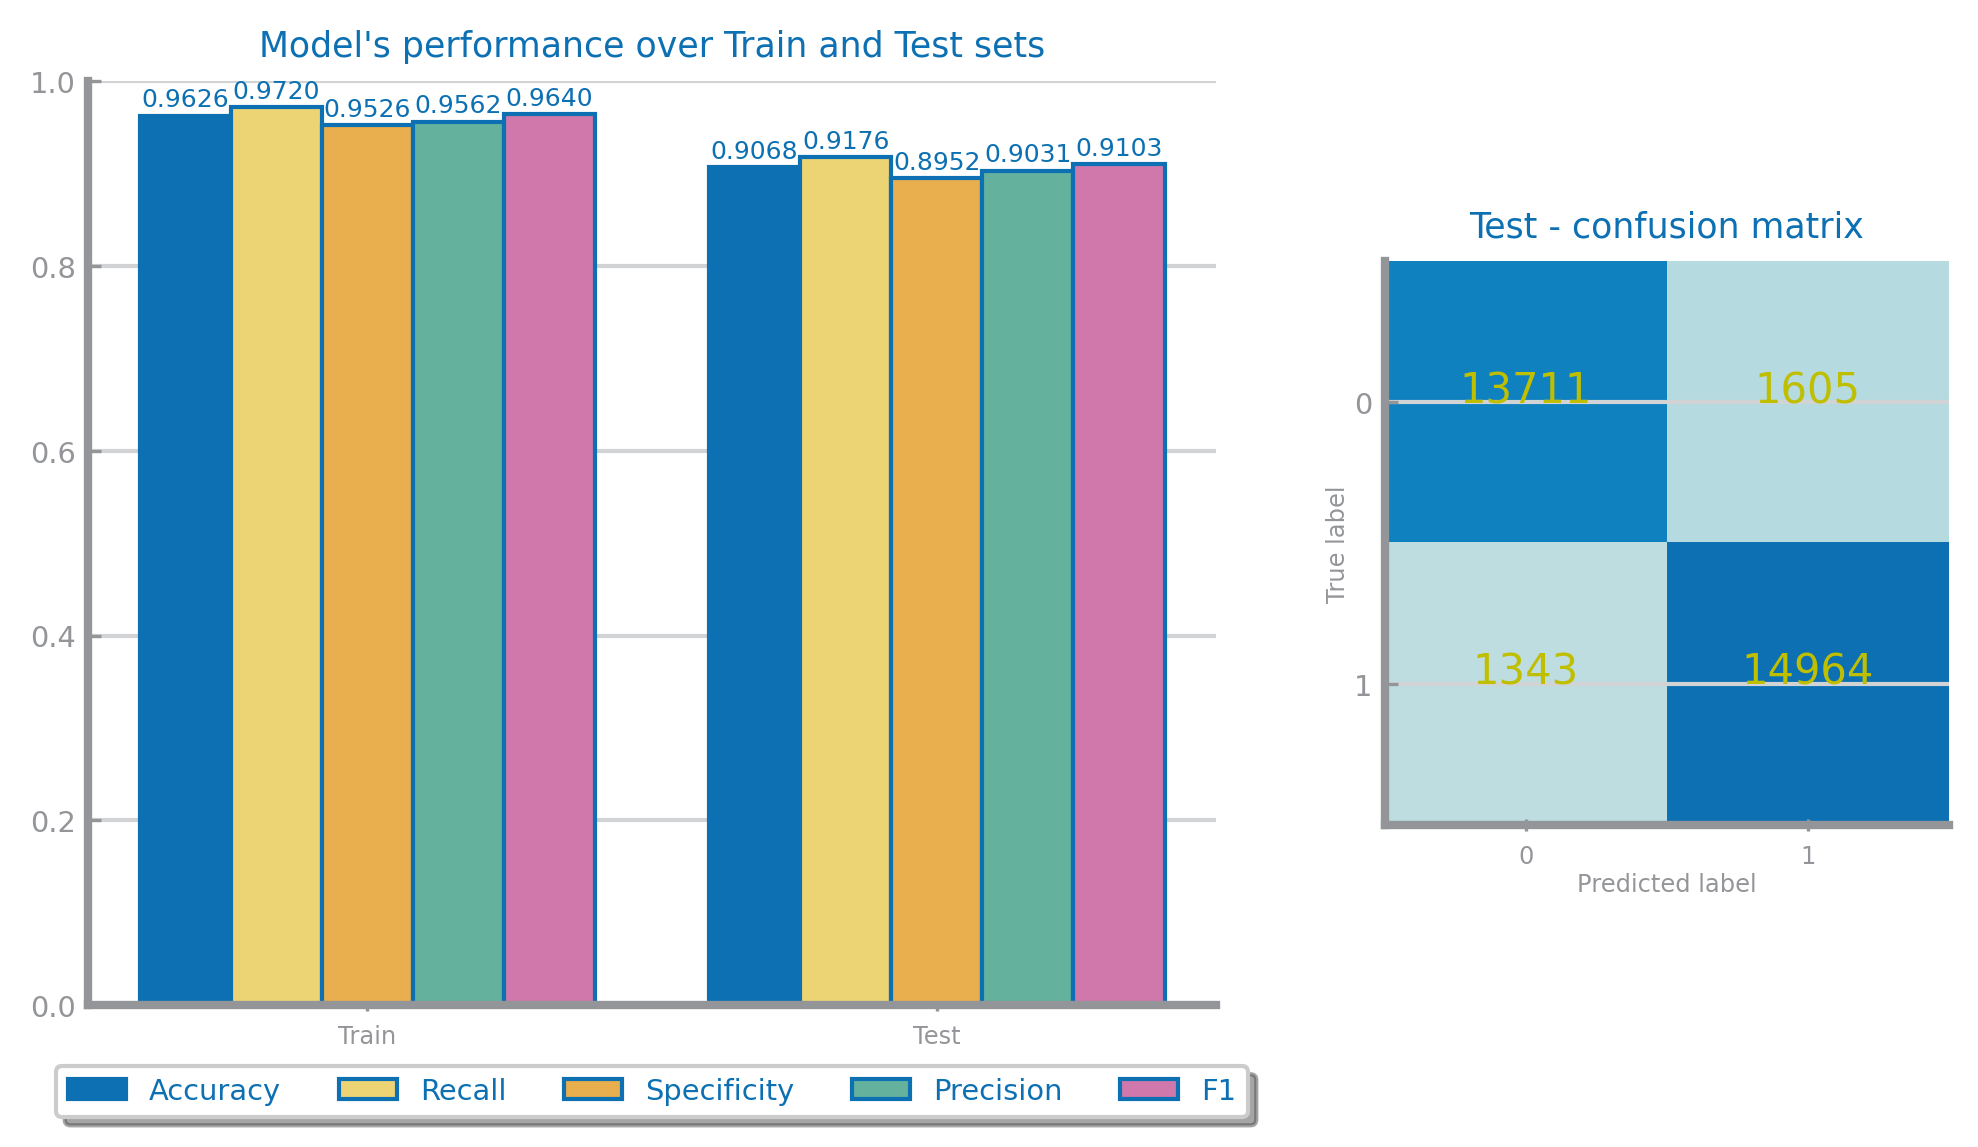 Model's performance over Train and Test sets
1.0
0.8
0.6
0.4
0.2
0.0
0.9626 0.9720 0.9526 0.9562 0.9640
0.9068 0.9176 0.8952 0.9031 0.9103
Train Test
Accuracy Recall Specificity Precision F1
Test - confusion matrix
True label
0 13711 1605
1 1343 14964
0 1
Predicted label